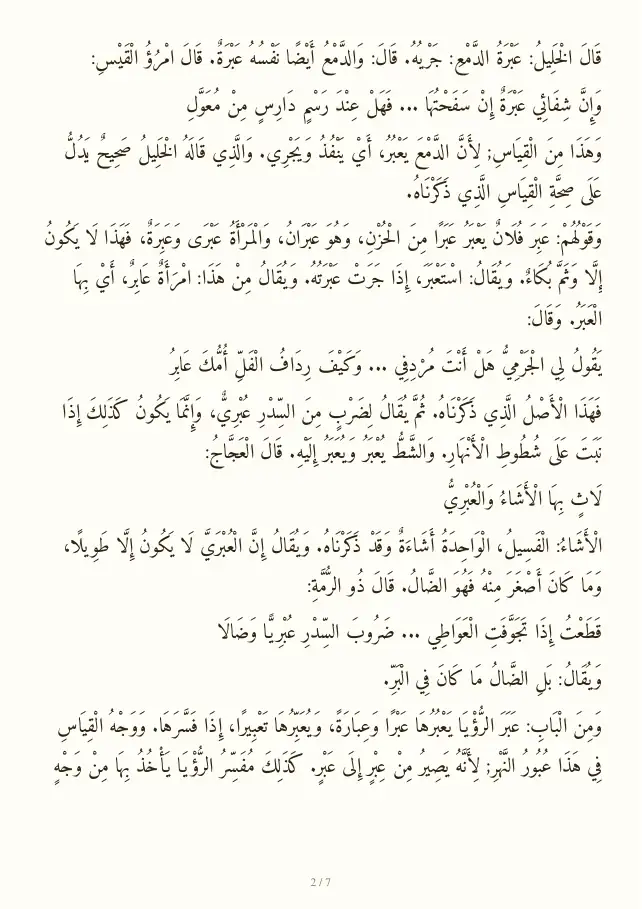 قَالَ الْخَلِيلُ: عَبْرَةُ الدَّمْعِ: جَرْيُهُ. قَالَ: وَالدَّمْعُ أَيْضًا نَفْسُهُ عَبْرَةٌ. قَالَ امْرُؤُ الْقَيْسِ:
وَإِنَّ شِفَائِي عَبْرَةٌ إِنْ سَفَحْتُهَا ... فَهَلْ عِنْدَ رَسْمٍ دَارِسٍ مِنْ مُعَوَّلِ
وَهَذَا مِنَ الْقِيَاسِ; لِأَنَّ الدَّمْعَ يَعْبُرُ، أَيْ يَنْفُذُ وَيَجْرِي. وَالَّذِي قَالَهُ الْخَلِيلُ صَحِيحٌ يَدُلُّ
عَلَى صِحَّةِ الْقِيَاسِ الَّذِي ذَكَرْنَاهُ.
وَقَوْلُهُمْ: عَبِرَ فُلَانٌ يَعْبَرُ عَبَرًا مِنَ الْحُزْنِ، وَهُوَ عَبْرَانُ، وَالْمَرْأَةُ عَبْرَى وَعَبَرَةٌ، فَهَذَا لَا يَكُونُ
إِلَّا وَثَمَّ بُكَاءٌ. وَيُقَالُ: اسْتَعْبَرَ، إِذَا جَرَتْ عَبْرَتُهُ. وَيُقَالُ مِنْ هَذَا: امْرَأَةٌ عَابِرٌ، أَيْ بِهَا
الْعَبَرُ. وَقَالَ:
يَقُولُ لِي الْجَرْمِيُّ هَلْ أَنْتَ مُرْدِفِي ... وَكَيْفَ رِدَافُ الْفَلِّ أُمُّكَ عَابِرُ
فَهَذَا الْأَصْلُ الَّذِي ذَكَرْنَاهُ. ثُمَّ يُقَالُ لِضَرْبٍ مِنَ السِّدْرِ عُبْرِيٌّ، وَإِنَّمَا يَكُونُ كَذَلِكَ إِذَا
نَبَتَ عَلَى شُطُوطِ الْأَنْهَارِ. وَالشَّطُّ يُعْبَرُ وَيُعْبَرُ إِلَيْهِ. قَالَ الْعَجَّاجُ:
لَاثٍ بِهَا الْأَشَاءُ وَالْعُبْرِيُّ
الْأَشَاءُ: الْفَسِيلُ، الْوَاحِدَةُ أَشَاءَةٌ وَقَدْ ذَكَرْنَاهُ. وَيُقَالُ إِنَّ الْعُبْرَيَّ لَا يَكُونُ إِلَّا طَوِيلًا،
وَمَا كَانَ أَصْغَرَ مِنْهُ فَهُوَ الضَّالُ. قَالَ ذُو الرُّمَّةِ:
قَطَعْتُ إِذَا تَجَوَّفَتِ الْعَوَاطِي ... ضَرُوبَ السِّدْرِ عُبْرِيًّا وَضَالَا
وَيُقَالُ: بَلِ الضَّالُ مَا كَانَ فِي الْبَرِّ.
وَمِنَ الْبَابِ: عَبَرَ الرُّؤْيَا يَعْبُرُهَا عَبْرًا وَعِبَارَةً، وَيُعَبِّرُهَا تَعْبِيرًا، إِذَا فَسَّرَهَا. وَوَجْهُ الْقِيَاسِ
فِي هَذَا عُبُورُ النَّهْرِ; لِأَنَّهُ يَصِيرُ مِنْ عِبْرٍ إِلَى عَبْرٍ. كَذَلِكَ مُفَسِّرُ الرُّؤْيَا يَأْخُذُ بِهَا مِنْ وَجْهٍ
2 / 7